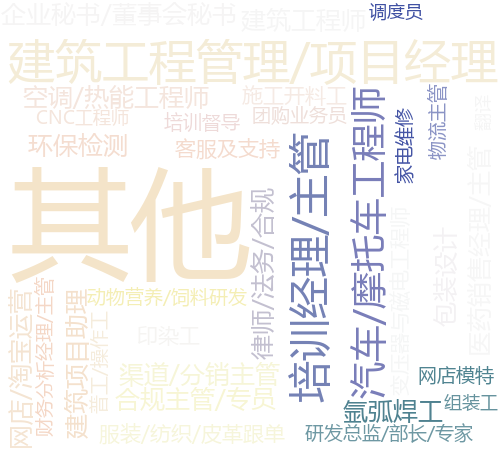 企业秘书/董事会秘书
建筑工程师
调度员
建筑工程管理/项目经理
空调/热能工程师
施工开料工
CNC工程师
培训督导
团购业务员
环保检测
客服及支持
其他
培训经理/主管
汽车/摩托车工程师
家电维修
物流主管
律师/法务/合规
包装设计
网店/淘宝运营
财务分析经理/主管
建筑项目助理
普工/操作工
动物营养/饲料研发
印染工
渠道/分销主管
合规主管/专员
服装/纺织/皮革跟单
网店模特
氩弧焊工
组装工
研发总监/部长/专家